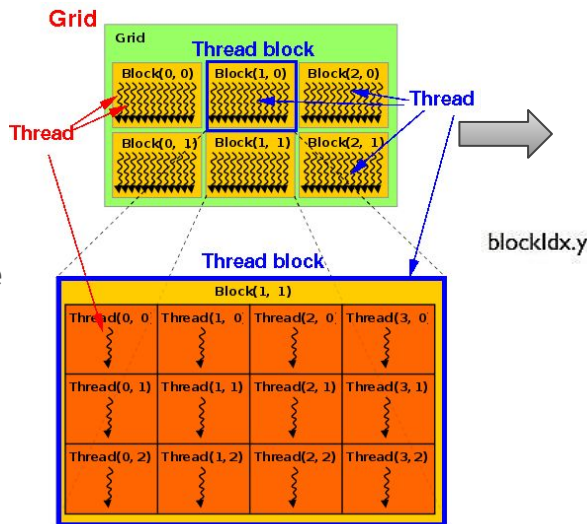 Grid
Grid
Thread block
Block(0, 0) Block(1, 0) Block(2, 0)
Thread
Thread
Block(0, 1) Block(1, 1) Block(2, 1)
blockIdx.y
Thread block
e
Block(1, 1)
Thread(0, 0) Thread(1, 0) Thread(2, 0) Thread(3, 0)
Thread(0, 1) Thread(1, 1) Thread(2, 1) Thread(3, 1)
Thread(0, 2) Thread(1, 2) Thread(2, 2) Thread(3, 2)